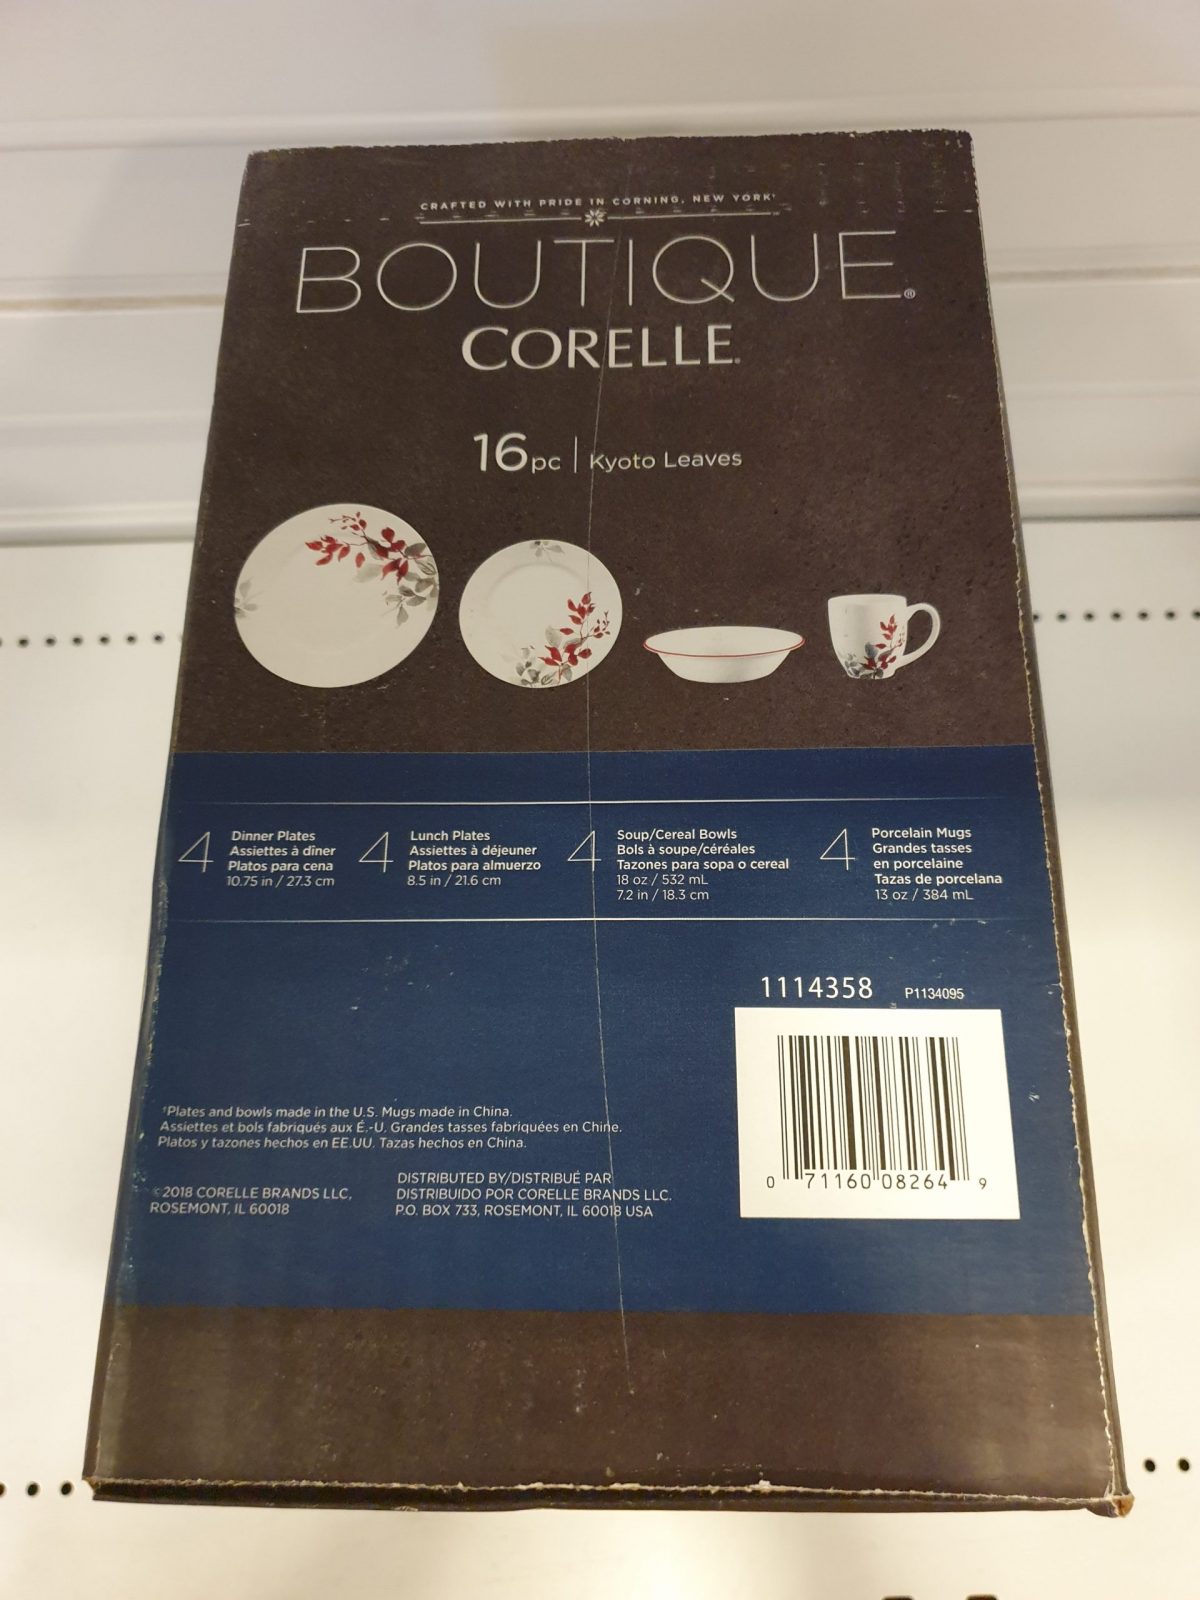 CRAFTED WITH PRIDE IN CORNING, NEW YORK†
BOUTIQUE®
CORELLE®
16pc | Kyoto Leaves
4 Dinner Plates
Assiettes à dîner
Platos para cena
10.75 in / 27.3 cm
4 Lunch Plates
Assiettes à déjeuner
Platos para almuerzo
8.5 in / 21.6 cm
4 Soup/Cereal Bowls
Bols à soupe/céréales
Tazones para sopa o cereal
18 oz / 532 mL
7.2 in / 18.3 cm
4 Porcelain Mugs
Grandes tasses
en porcelaine
Tazas de porcelana
13 oz / 384 mL
1114358 P1134095
0 71160 08264 9
†Plates and bowls made in the U.S. Mugs made in China.
Assiettes et bols fabriqués aux É.-U. Grandes tasses fabriquées en Chine.
Platos y tazones hechos en EE.UU. Tazas hechos en China.
©2018 CORELLE BRANDS LLC,
ROSEMONT, IL 60018
DISTRIBUTED BY/DISTRIBUÉ PAR
DISTRIBUIDO POR CORELLE BRANDS LLC.
P.O. BOX 733, ROSEMONT, IL 60018 USA